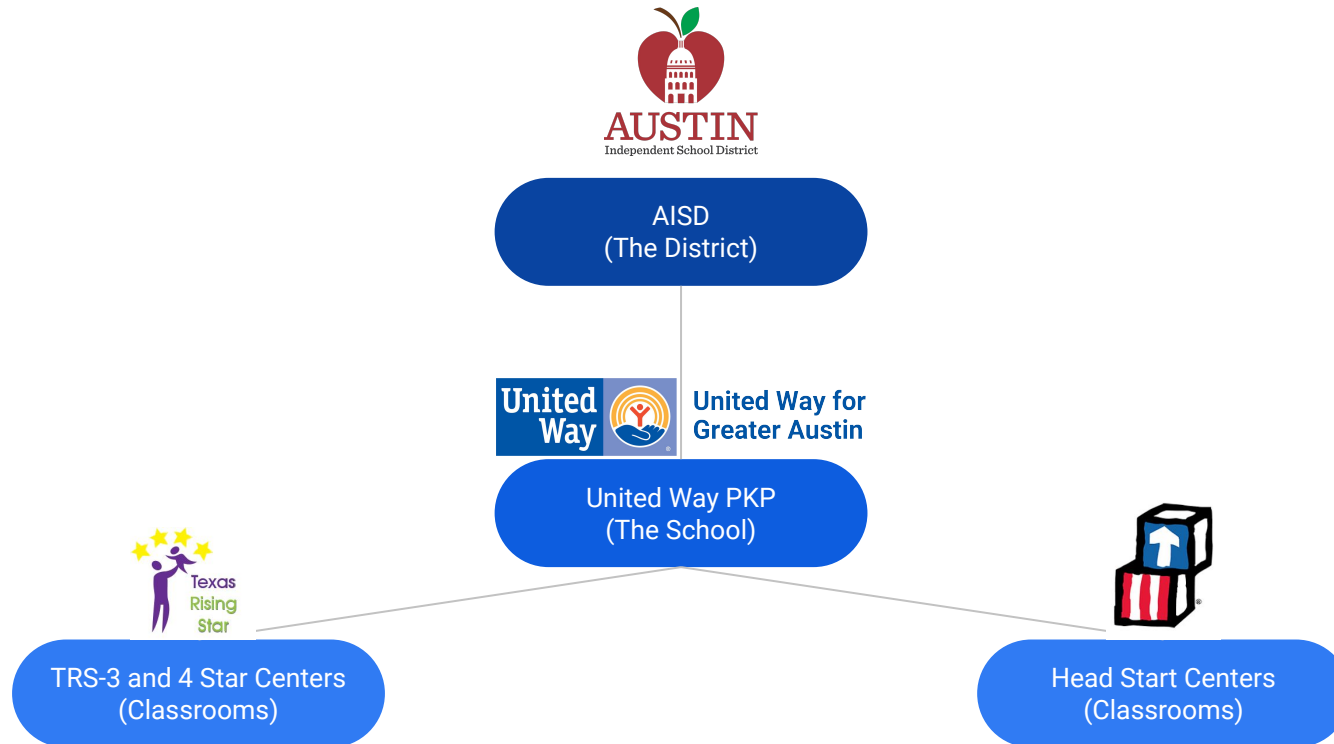 AUSTIN
Independent School District
AISD
(The District)
United
Way
®
United Way for
Greater Austin
United Way PKP
(The School)
Texas
Rising
Star
®
TRS-3 and 4 Star Centers
(Classrooms)
Head Start Centers
(Classrooms)